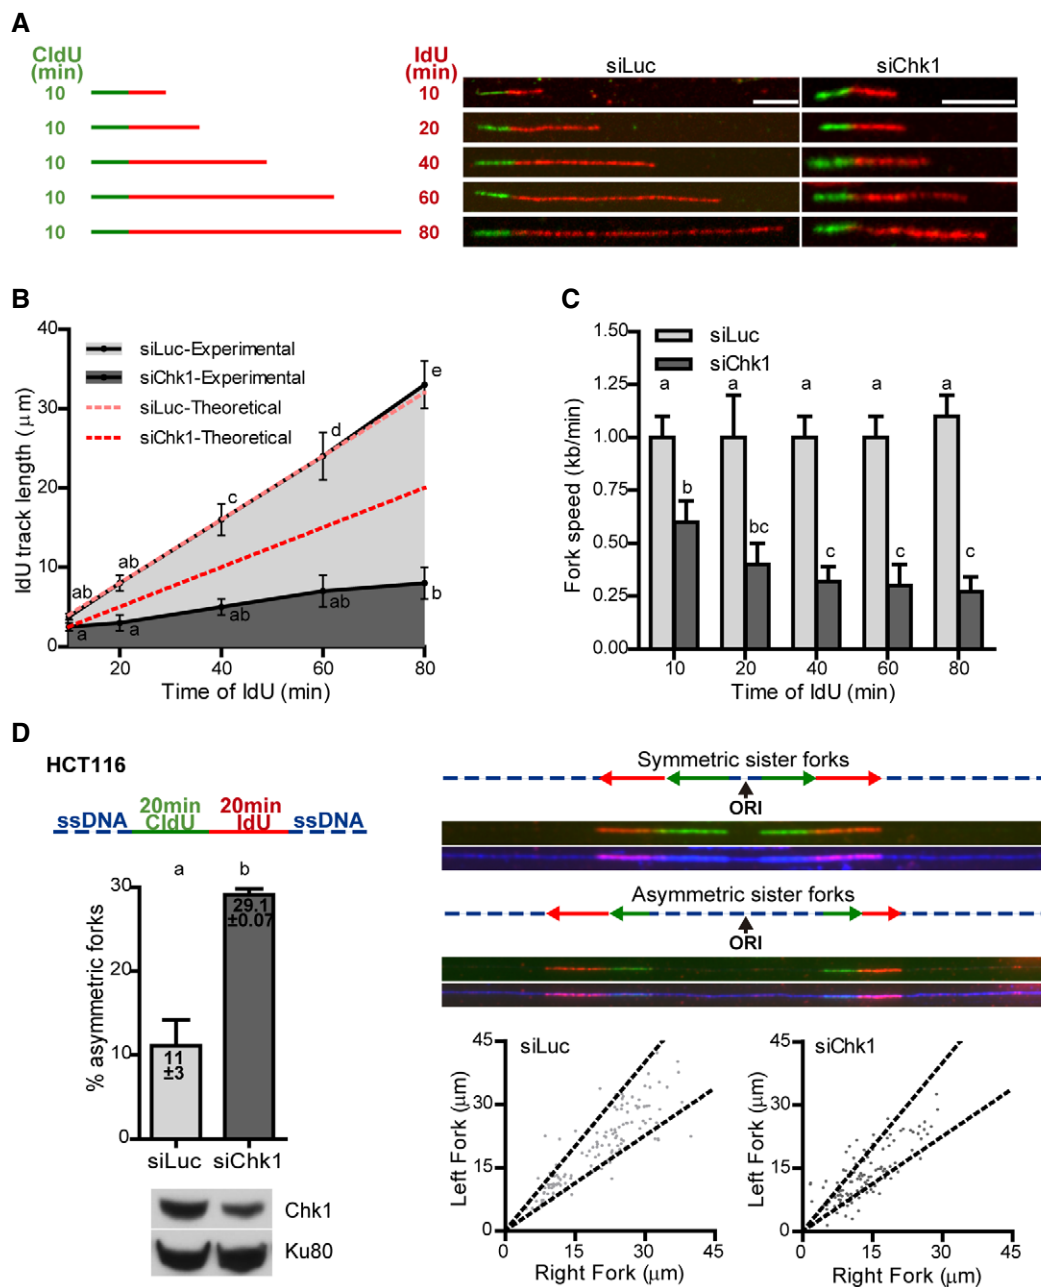 A
CldU
(min)
IdU
(min)
siLuc
siChk1
10
10
10
20
10
40
10
60
10
80
B
40
30
20
10
0
IdU track length (μm)
siLuc-Experimental
siChk1-Experimental
siLuc-Theoretical
siChk1-Theoretical
ab
ab
c
d
e
a
a
ab
ab
b
20
40
60
80
Time of IdU (min)
C
1.50
1.25
1.00
0.75
0.50
0.25
0.00
Fork speed (kb/min)
siLuc
siChk1
a
a
a
a
a
b
bc
c
c
c
10
20
40
60
80
Time of IdU (min)
D
HCT116
20min
CldU
20min
IdU
ssDNA
ssDNA
a
b
30
20
10
0
% asymmetric forks
11
±3
29.1
±0.07
siLuc
siChk1
Chk1
Ku80
Symmetric sister forks
ORI
Asymmetric sister forks
ORI
siLuc
45
30
15
0
Left Fork (μm)
0
15
30
45
Right Fork (μm)
siChk1
45
30
15
0
Left Fork (μm)
0
15
30
45
Right Fork (μm)